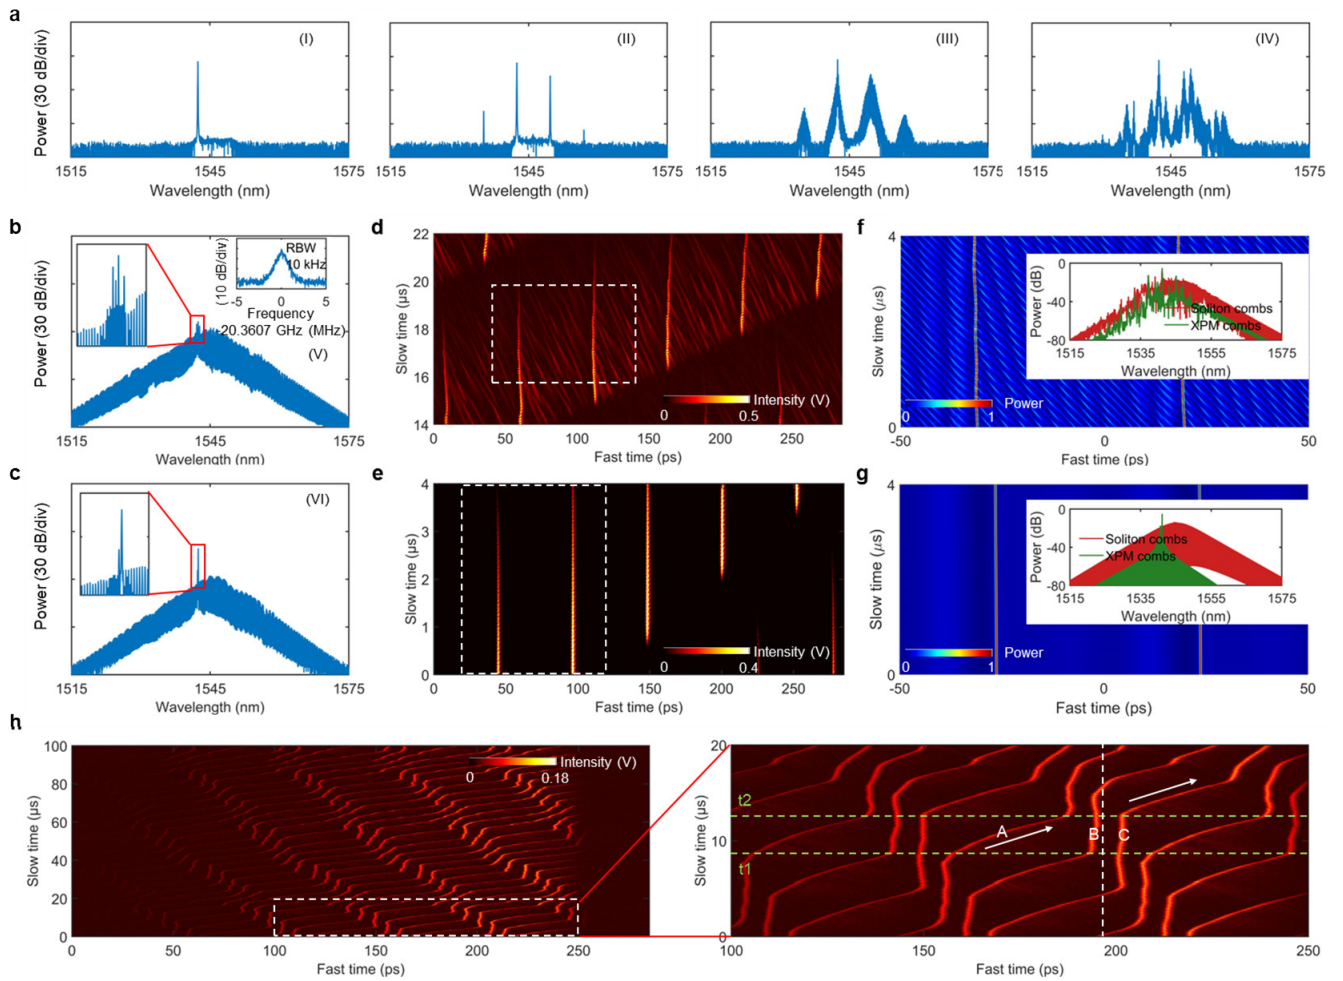 a
(I)
(II)
(III)
(IV)
Power (30 dB/div)
1515
1545
1575
1515
1545
1575
1515
1545
1575
1515
1545
1575
Wavelength (nm)
Wavelength (nm)
Wavelength (nm)
Wavelength (nm)
b
Power (30 dB/div)
(10 dB/div)
RBW
10 kHz
-5
0
5
Frequency
-20.3607 GHz (MHz)
(V)
1515
1545
1575
Wavelength (nm)
d
22
20
18
16
14
Slow time (µs)
Intensity (V)
0
0.5
0
50
100
150
200
250
Fast time (ps)
f
4
0
Slow time (µs)
0
-40
-80
Power (dB)
Soliton combs
XPM combs
1515
1535
1555
1575
Wavelength (nm)
0
1
Power
-50
0
50
Fast time (ps)
c
Power (30 dB/div)
(VI)
1515
1545
1575
Wavelength (nm)
e
4
3
2
1
0
Slow time (µs)
Intensity (V)
0
0.4
0
50
100
150
200
250
Fast time (ps)
g
4
0
Slow time (µs)
0
-40
-80
Power (dB)
Soliton combs
XPM combs
1515
1535
1555
1575
Wavelength (nm)
0
1
Power
-50
0
50
Fast time (ps)
h
100
80
60
40
20
0
Slow time (µs)
Intensity (V)
0
0.18
0
50
100
150
200
250
Fast time (ps)
20
10
0
Slow time (µs)
t2
t1
A
B
C
100
150
200
250
Fast time (ps)